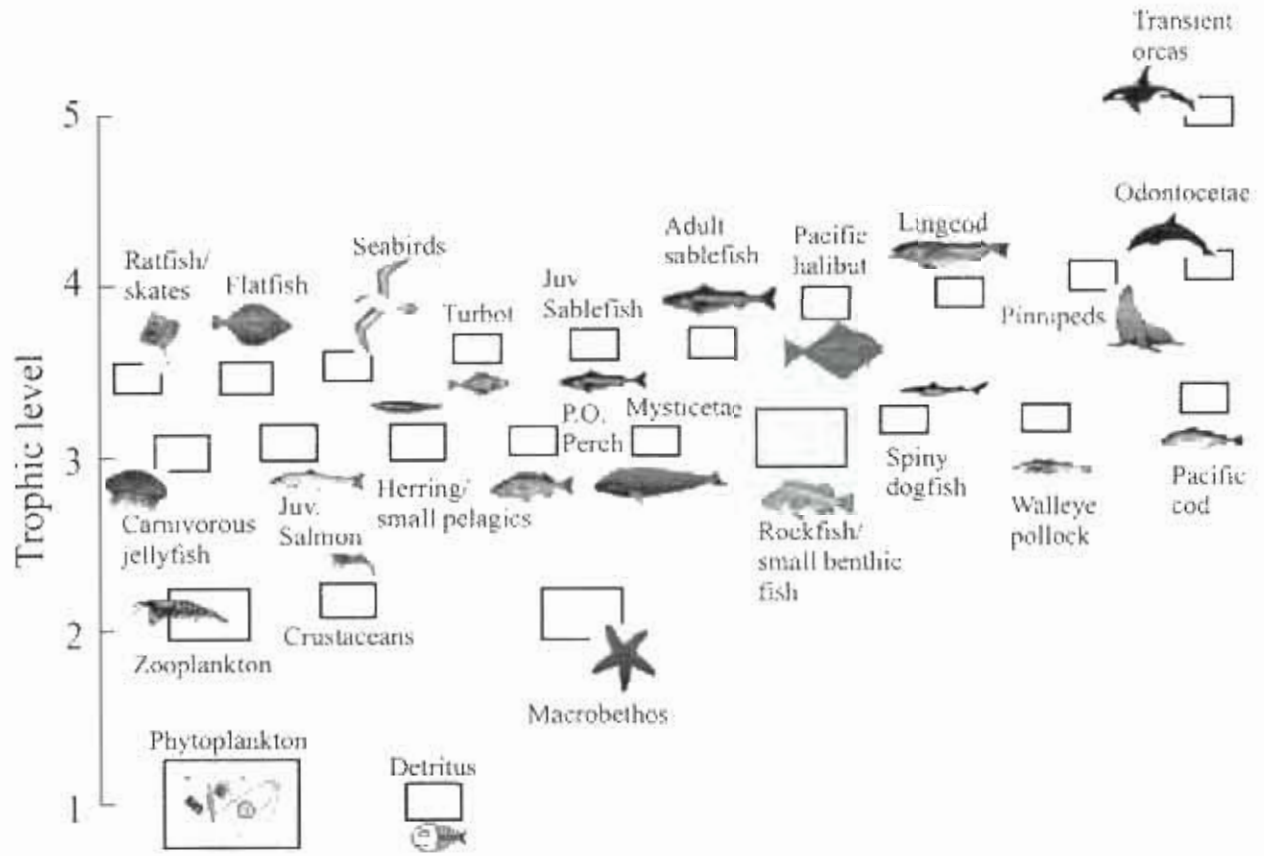 Transient
orcas
5
Odontocetae
Adult
sablefish
Pacific
halibut
Lingcod
Seabirds
Ratfish/
skates
Flatfish
4
Turbot
Juv
Sablefish
Pinnipeds
Trophic level
P.O.
Perch
Mysticetae
3
Carnivorous
jellyfish
Juv.
Salmon
Herring/
small pelagics
Rockfish/
small benthic
fish
Spiny
dogfish
Walleye
pollock
Pacific
cod
2
Zooplankton
Crustaceans
Macrobethos
Phytoplankton
Detritus
1